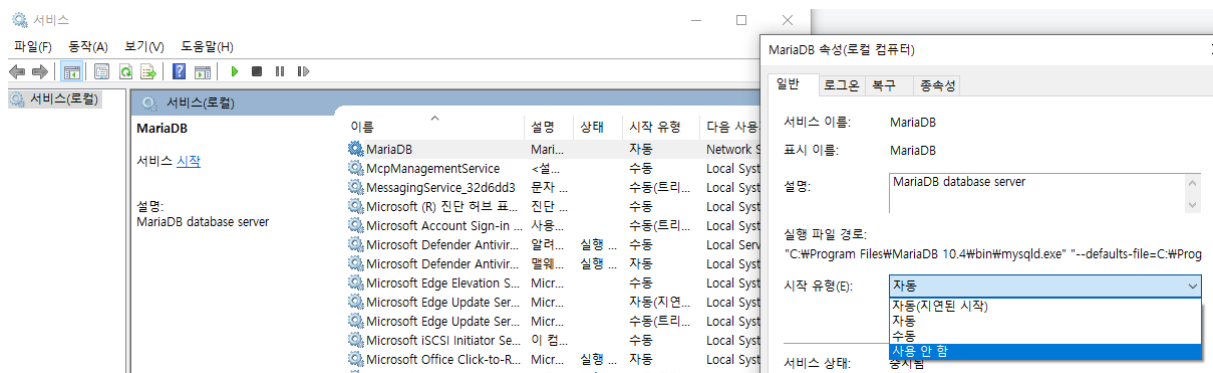 서비스
파일(F) 동작(A) 보기(V) 도움말(H)
서비스(로컬)
서비스(로컬)
MariaDB
서비스 시작
설명:
MariaDB database server
이름 설명 상태 시작 유형 다음 사용
MariaDB Mari... 자동 Network S
McpManagementService <설... 수동 Local Syst
MessagingService_32d6dd3 문자 ... 수동(트리... Local Syst
Microsoft (R) 진단 허브 표... 진단 ... 수동 Local Syst
Microsoft Account Sign-in ... 사용... 수동(트리... Local Syst
Microsoft Defender Antivir... 알려... 실행 ... 수동 Local Serv
Microsoft Defender Antivir... 맬웨... 실행 ... 자동 Local Syst
Microsoft Edge Elevation S... Micr... 수동 Local Syst
Microsoft Edge Update Ser... Micr... 자동(지연... Local Syst
Microsoft Edge Update Ser... Micr... 수동(트리... Local Syst
Microsoft iSCSI Initiator Se... 이 컴... 수동 Local Syst
Microsoft Office Click-to-R... Micr... 실행 ... 자동 Local Syst
MariaDB 속성(로컬 컴퓨터)
일반 로그온 복구 종속성
서비스 이름: MariaDB
표시 이름: MariaDB
설명: MariaDB database server
실행 파일 경로:
"C:₩Program Files₩MariaDB 10.4₩bin₩mysqld.exe" "--defaults-file=C:₩Prog
시작 유형(E): 자동
자동(지연된 시작)
자동
수동
사용 안 함
서비스 상태: 중지됨